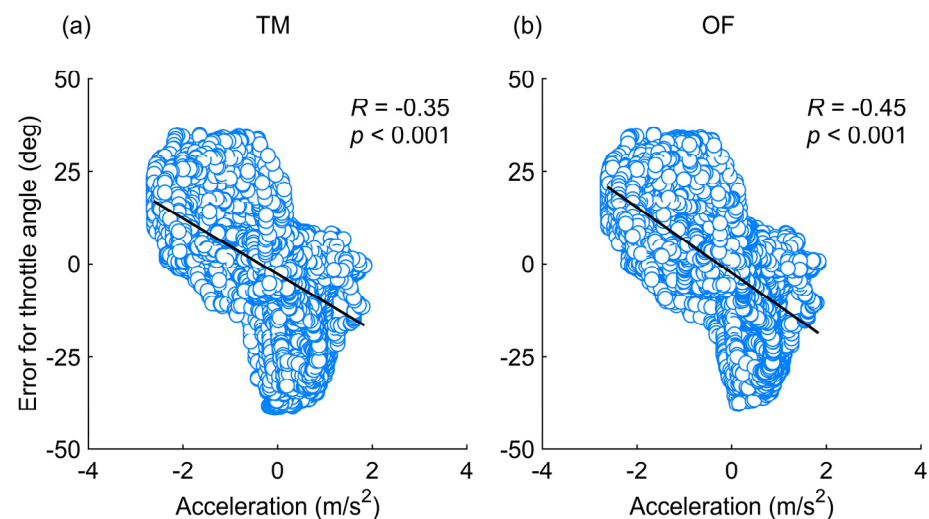 (a) TM
(b) OF
R = -0.35
p < 0.001
R = -0.45
p < 0.001
Error for throttle angle (deg)
50
25
0
-25
-50
-4 -2 0 2 4
Acceleration (m/s²)
50
25
0
-25
-50
-4 -2 0 2 4
Acceleration (m/s²)